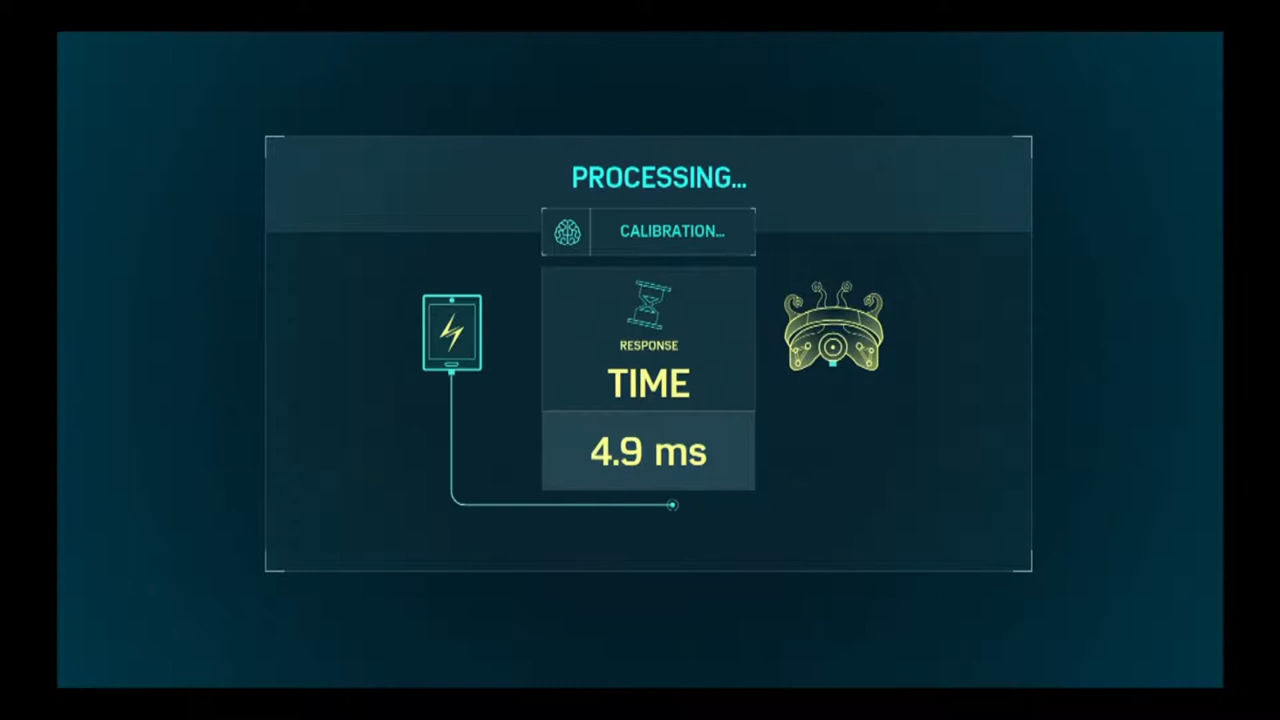 PROCESSING...
CALIBRATION...
RESPONSE
TIME
4.9 ms